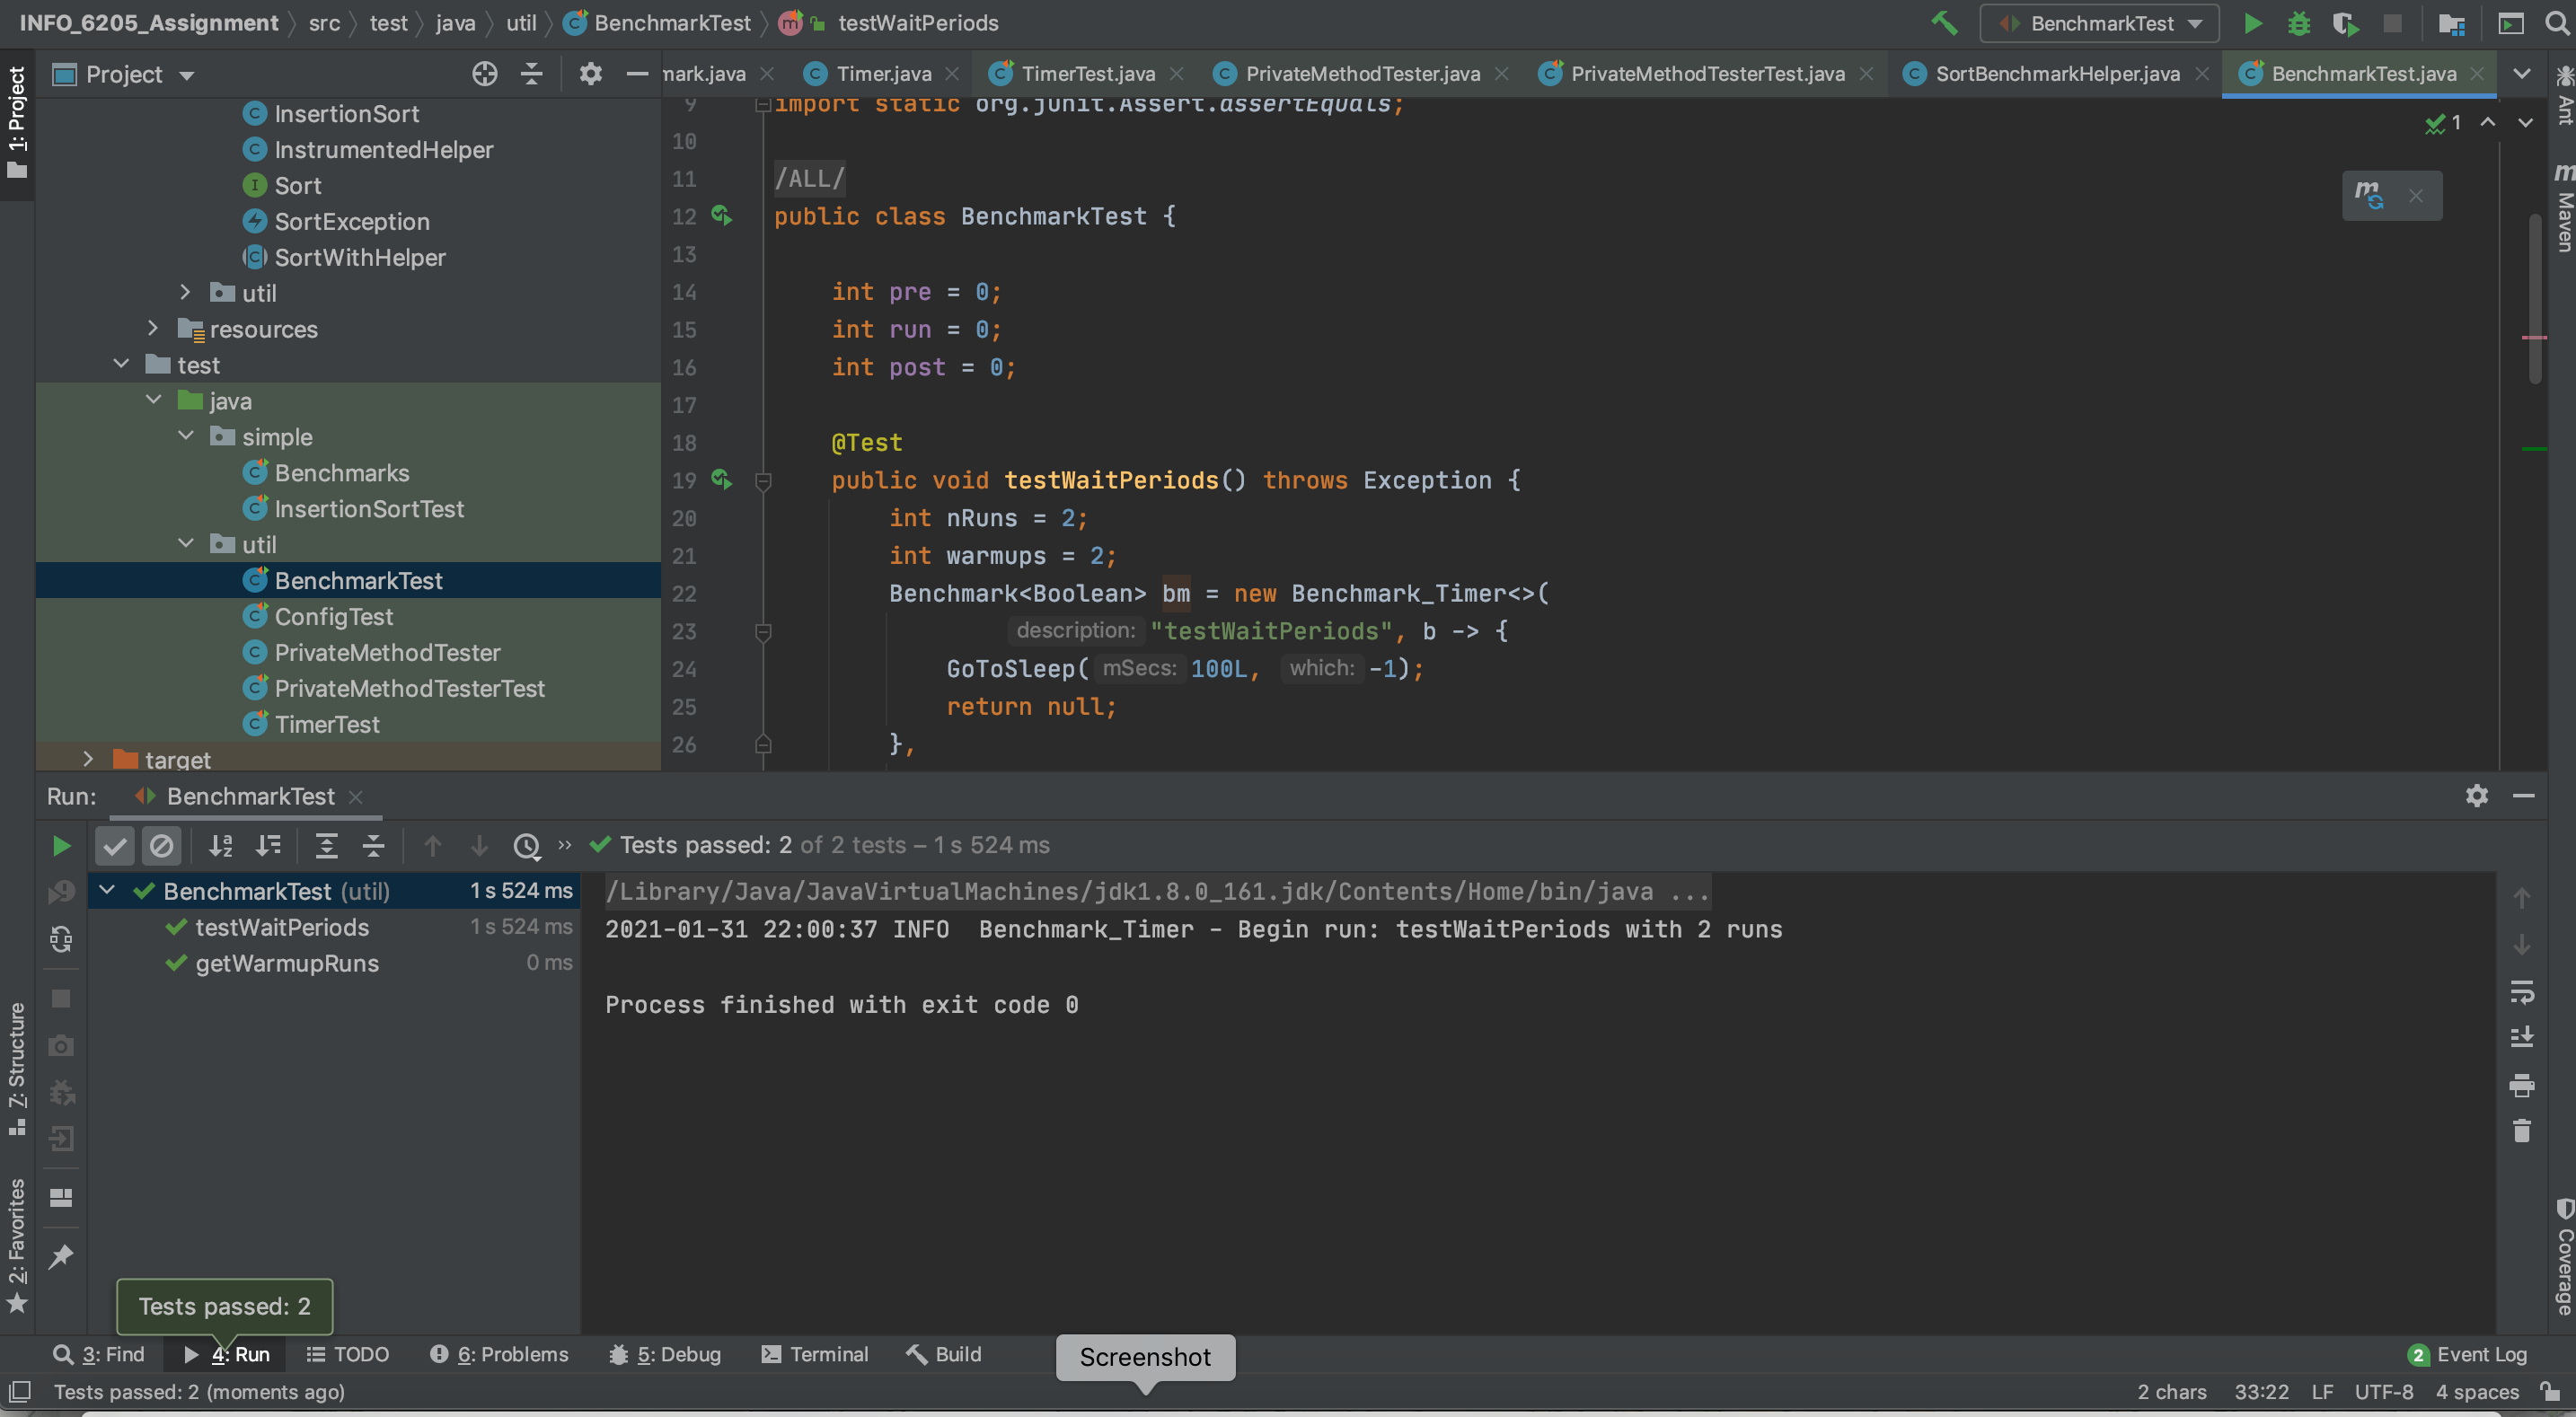 INFO_6205_Assignment src test java util BenchmarkTest testWaitPeriods
BenchmarkTest
1: Project
Project
mark.java Timer.java TimerTest.java PrivateMethodTester.java PrivateMethodTesterTest.java SortBenchmarkHelper.java BenchmarkTest.java
Ant
Maven
InsertionSort
InstrumentedHelper
Sort
SortException
SortWithHelper
util
resources
test
java
simple
Benchmarks
InsertionSortTest
util
BenchmarkTest
ConfigTest
PrivateMethodTester
PrivateMethodTesterTest
TimerTest
target
1
9 import static org.junit.Assert.assertEquals;
10
11 /ALL/
12 public class BenchmarkTest {
13
14 int pre = 0;
15 int run = 0;
16 int post = 0;
17
18 @Test
19 public void testWaitPeriods() throws Exception {
20 int nRuns = 2;
21 int warmups = 2;
22 Benchmark<Boolean> bm = new Benchmark_Timer<>(
23 description: "testWaitPeriods", b -> {
24 GoToSleep( mSecs: 100L, which: -1);
25 return null;
26 },
Run: BenchmarkTest
Tests passed: 2 of 2 tests – 1 s 524 ms
BenchmarkTest (util) 1 s 524 ms
testWaitPeriods 1 s 524 ms
getWarmupRuns 0 ms
/Library/Java/JavaVirtualMachines/jdk1.8.0_161.jdk/Contents/Home/bin/java ...
2021-01-31 22:00:37 INFO  Benchmark_Timer - Begin run: testWaitPeriods with 2 runs
Process finished with exit code 0
7: Structure
2: Favorites
Coverage
Tests passed: 2
3: Find 4: Run TODO 6: Problems 5: Debug Terminal Build
Screenshot
2 Event Log
Tests passed: 2 (moments ago)
2 chars 33:22 LF UTF-8 4 spaces